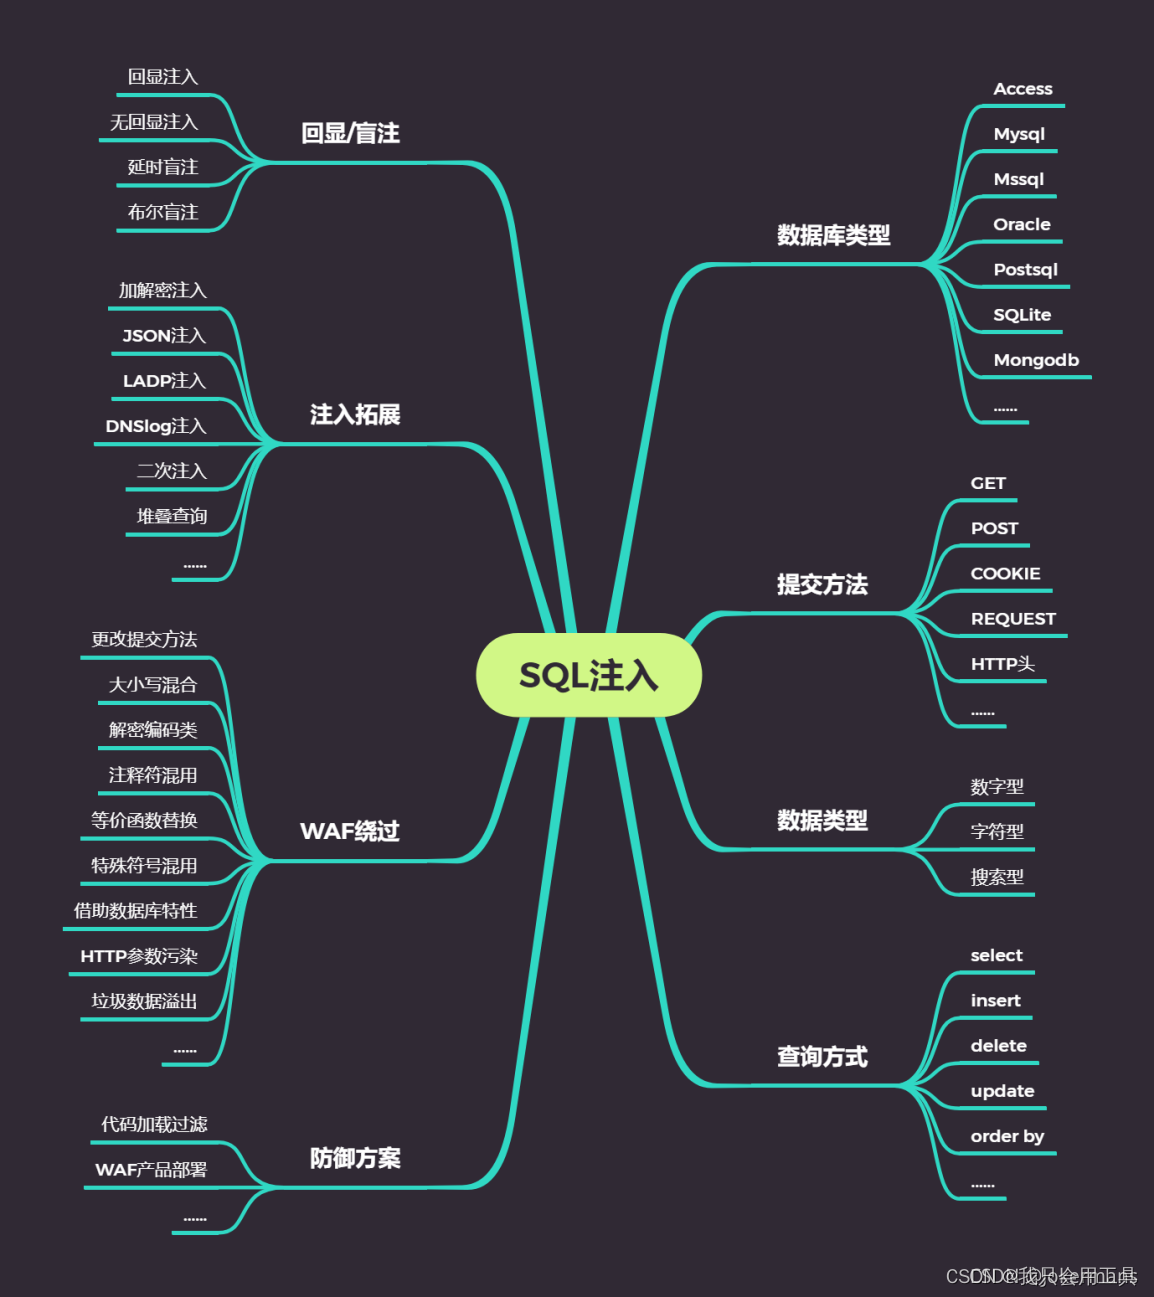 SQL注入
回显/盲注
回显注入
无回显注入
延时盲注
布尔盲注
注入拓展
加解密注入
JSON注入
LADP注入
DNSlog注入
二次注入
堆叠查询
......
WAF绕过
更改提交方法
大小写混合
解密编码类
注释符混用
等价函数替换
特殊符号混用
借助数据库特性
HTTP参数污染
垃圾数据溢出
......
防御方案
代码加载过滤
WAF产品部署
......
数据库类型
Access
Mysql
Mssql
Oracle
Postsql
SQLite
Mongodb
......
提交方法
GET
POST
COOKIE
REQUEST
HTTP头
......
数据类型
数字型
字符型
搜索型
查询方式
select
insert
delete
update
order by
......